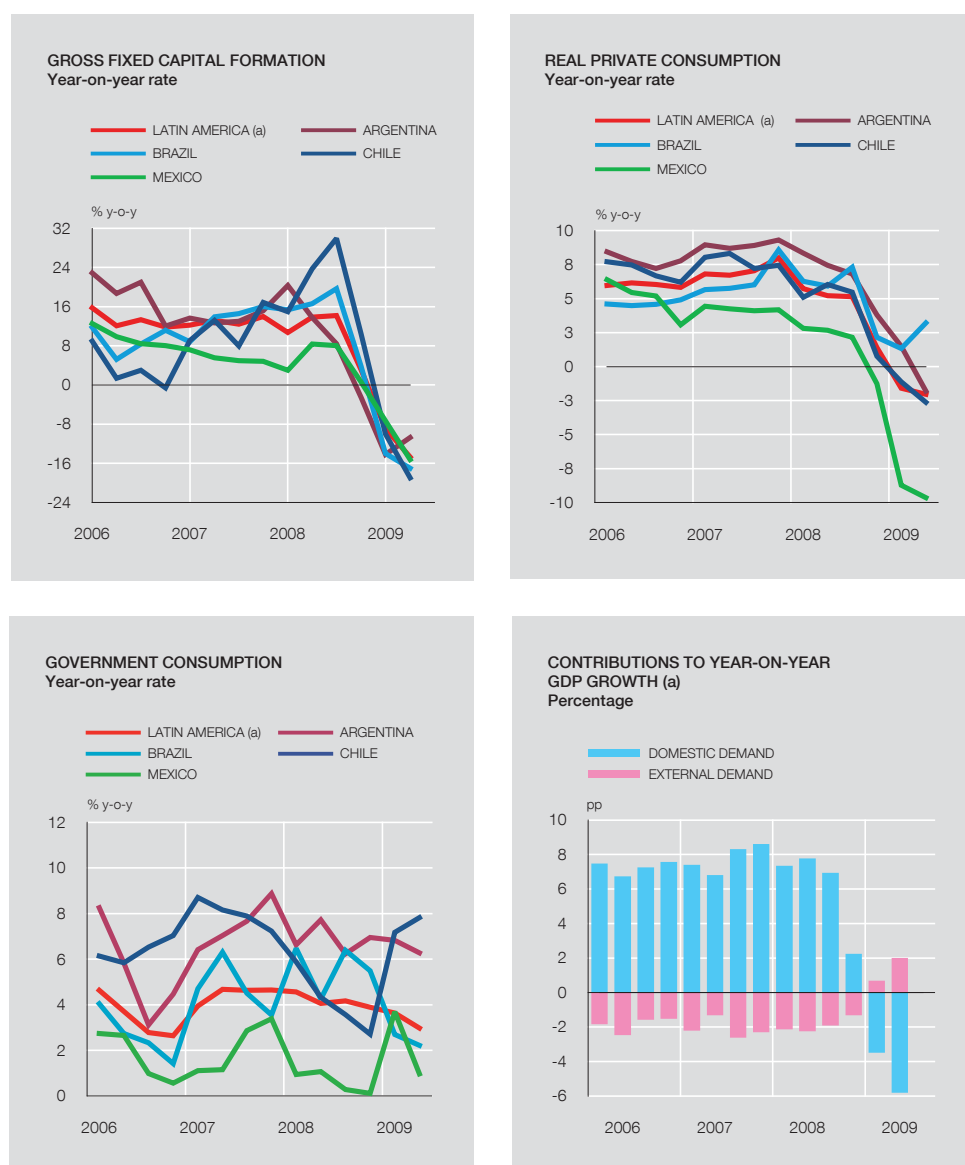 GROSS FIXED CAPITAL FORMATION
Year-on-year rate
LATIN AMERICA (a)
ARGENTINA
BRAZIL
CHILE
MEXICO
% y-o-y
32
24
16
8
0
-8
-16
-24
2006 2007 2008 2009
REAL PRIVATE CONSUMPTION
Year-on-year rate
LATIN AMERICA (a)
ARGENTINA
BRAZIL
CHILE
MEXICO
% y-o-y
10
8
5
3
0
-3
-5
-8
-10
2006 2007 2008 2009
GOVERNMENT CONSUMPTION
Year-on-year rate
LATIN AMERICA (a)
ARGENTINA
BRAZIL
CHILE
MEXICO
% y-o-y
12
10
8
6
4
2
0
2006 2007 2008 2009
CONTRIBUTIONS TO YEAR-ON-YEAR
GDP GROWTH (a)
Percentage
DOMESTIC DEMAND
EXTERNAL DEMAND
pp
10
8
6
4
2
0
-2
-4
-6
2006 2007 2008 2009